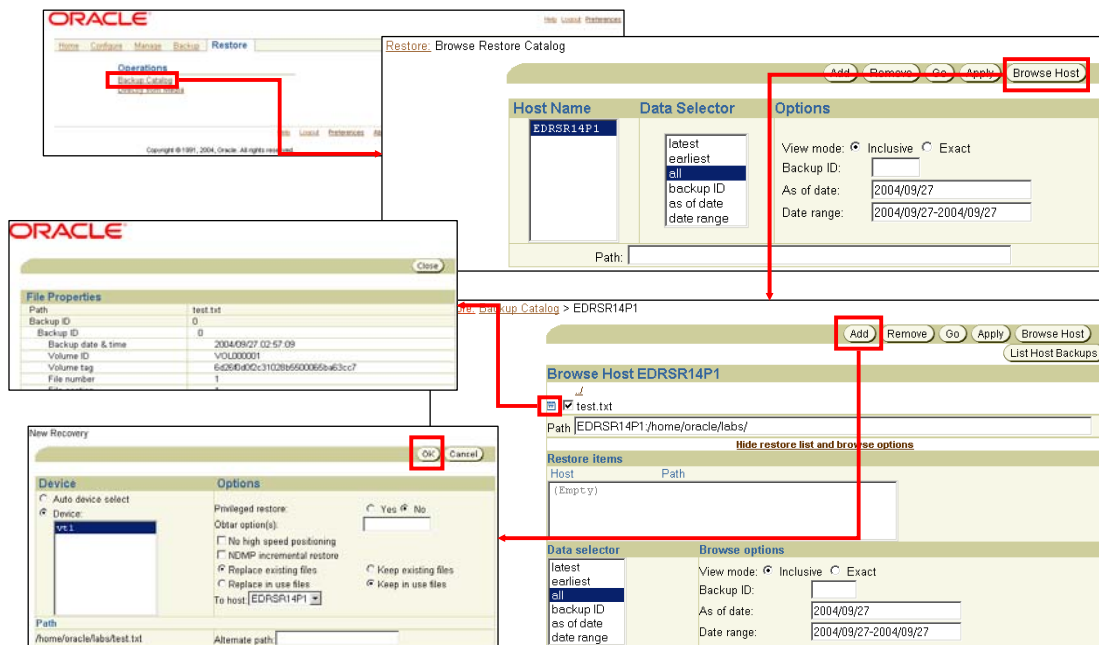 ORACLE
Help Logout Preferences
Home Configure Manage Backup Restore
Operations
Backup Catalog
Directly from Media
Help Logout Preferences
Copyright © 1991, 2004, Oracle. All rights reserved.
Restore: Browse Restore Catalog
Add Remove Go Apply Browse Host
Host Name Data Selector Options
EDRSR14P1
latest
earliest
all
backup ID
as of date
date range
View mode: Inclusive Exact
Backup ID:
As of date: 2004/09/27
Date range: 2004/09/27-2004/09/27
Path:
ORACLE
Close
File Properties
Path test.txt
Backup ID 0
Backup ID 0
Backup date & time 2004/09/27.02:57:09
Volume ID VOL000001
Volume tag
File number 1
Backup Catalog > EDRSR14P1
Add Remove Go Apply Browse Host
List Host Backups
Browse Host EDRSR14P1
../
test.txt
Path EDRSR14P1:/home/oracle/labs/
Hide restore list and browse options
Restore items
Host Path
(Empty)
Data selector Browse options
latest
earliest
all
backup ID
as of date
date range
View mode: Inclusive Exact
Backup ID:
As of date: 2004/09/27
Date range: 2004/09/27-2004/09/27
New Recovery
OK Cancel
Device Options
Auto device select
Device:
vt1
Privileged restore: Yes No
Obtar option(s):
No high speed positioning
NDMP incremental restore
Replace existing files Keep existing files
Replace in use files Keep in use files
To host: EDRSR14P1
Path
/home/oracle/labs/test.txt Alternate path: